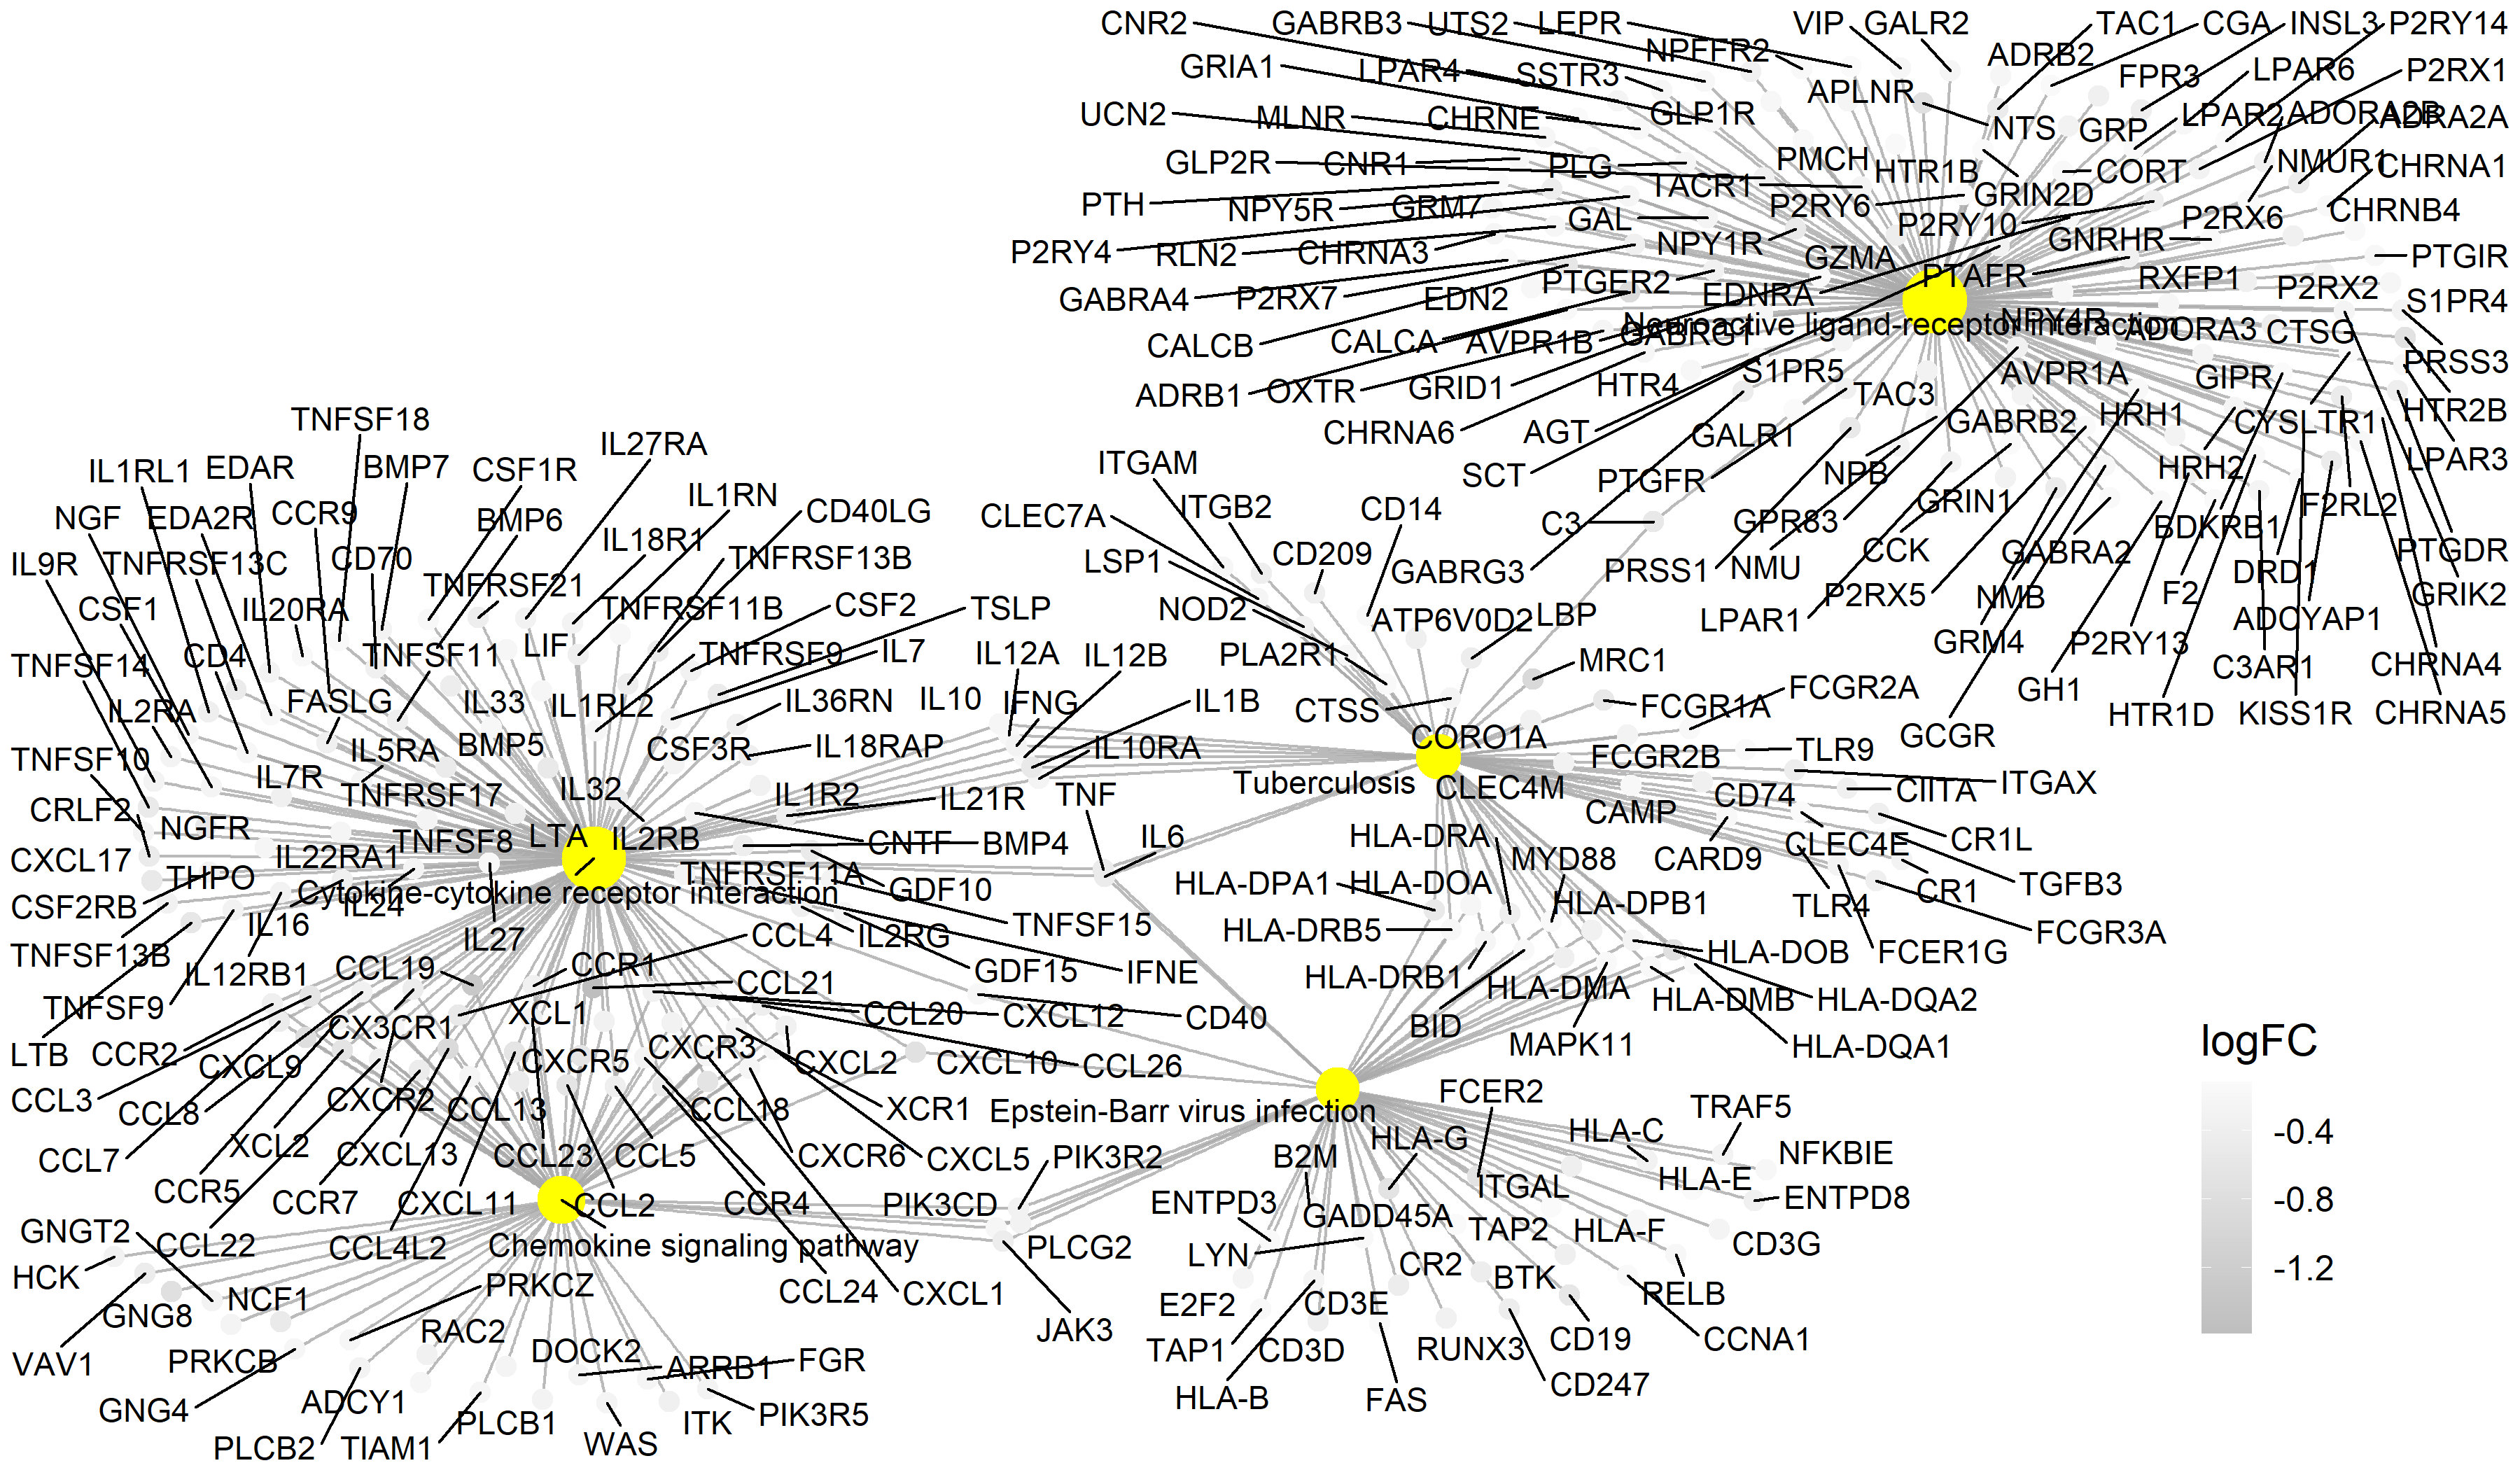 CNR2 GABRB3 UTS2 LEPR VIP GALR2 TAC1 CGA INSL3 P2RY14
NPFFR2 ADRB2
GRIA1 LPAR4 SSTR3 APLNR FPR3 LPAR6 P2RX1
UCN2 MLNR CHRNE GLP1R NTS GRP LPAR2 ADORA2B ADRA2A
GLP2R CNR1 PLG PMCH HTR1B CORT NMUR1 CHRNA1
PTH NPY5R GRM7 TACR1 P2RY6 GRIN2D P2RX6 CHRNB4
GAL P2RY10
P2RY4 RLN2 CHRNA3 NPY1R GZMA GNRHR PTGIR
GABRA4 P2RX7 EDN2 PTGER2 EDNRA PTAFR RXFP1 P2RX2 S1PR4
Neuroactive ligand-receptor interaction
CALCB CALCA AVPR1B GABRG1 NPY4R ADORA3 CTSG PRSS3
ADRB1 OXTR GRID1 HTR4 S1PR5 TAC3 AVPR1A GIPR HTR2B
CHRNA6 AGT GALR1 GABRB2 HRH1 CYSLTR1 LPAR3
SCT PTGFR NPB GRIN1 HRH2 F2RL2
C3 GPR83 BDKRB1
GABRG3 PRSS1 NMU CCK GABRA2 DRD1 PTGDR
LPAR1 P2RX5 NMB F2 ADCYAP1 GRIK2
GRM4 P2RY13 C3AR1 CHRNA4
GCGR GH1 HTR1D KISS1R CHRNA5
TNFSF18 IL27RA
IL1RL1 EDAR BMP7 CSF1R IL1RN
NGF EDA2R CCR9 BMP6 IL18R1 CD40LG
IL9R TNFRSF13C CD70 TNFRSF21 TNFRSF13B
CSF1 IL20RA TNFRSF11B CSF2 TSLP
TNFSF14 CD4 TNFSF11 LIF TNFRSF9 IL7
IL2RA FASLG IL33 IL1RL2 IL36RN
TNFSF10 IL7R IL5RA BMP5 CSF3R IL18RAP
CRLF2 NGFR TNFRSF17 IL32 IL1R2 IL21R
CXCL17 IL22RA1 TNFSF8 LTA IL2RB CNTF BMP4
THPO TNFRSF11A GDF10
Cytokine-cytokine receptor interaction
CSF2RB IL16 IL24 IL27 IL2RG TNFSF15
TNFSF13B IL12RB1 CCL19 CCR1 CCL4 GDF15 IFNE
TNFSF9 CX3CR1 XCL1 CCL21 CCL20 CXCL12 CD40
LTB CCR2 CXCL9 CXCR5 CXCR3 CXCL2 CXCL10 CCL26
CCL3 CCL8 CXCR2 CCL13 CCL18 XCR1
CCL7 XCL2 CXCL13 CCL23 CCL5 CXCR6 CXCL5
CCR5 CCR7 CXCL11 CCL2 CCR4
ITGAM
CLEC7A ITGB2 CD14
LSP1 CD209
NOD2 ATP6V0D2 LBP
IL12A IL12B PLA2R1 MRC1
IL10 IFNG IL1B CTSS FCGR1A FCGR2A
IL10RA CORO1A FCGR2B TLR9
Tuberculosis
TNF CLEC4M CAMP CD74 CIITA ITGAX
IL6 HLA-DRA MYD88 CARD9 CLEC4E CR1L
HLA-DPA1 HLA-DOA HLA-DPB1 TLR4 CR1 TGFB3
HLA-DRB5 HLA-DOB FCER1G FCGR3A
HLA-DRB1 HLA-DMA HLA-DMB HLA-DQA2
BID MAPK11 HLA-DQA1
FCER2
Epstein-Barr virus infection
HLA-G HLA-C TRAF5
PIK3R2 B2M ITGAL HLA-E NFKBIE
PIK3CD ENTPD3 GADD45A TAP2 HLA-F ENTPD8
PLCG2 LYN CR2 BTK CD3G
E2F2 CD3E RELB
JAK3 TAP1 CD3D RUNX3 CD19 CCNA1
HLA-B FAS CD247
GNGT2 CCL22 CCL4L2
Chemokine signaling pathway
HCK GNG8 NCF1 PRKCZ CCL24 CXCL1
VAV1 PRKCB RAC2 DOCK2 ARRB1 FGR
GNG4 ADCY1 PLCB1 ITK PIK3R5
PLCB2 TIAM1 WAS
logFC
-0.4
-0.8
-1.2